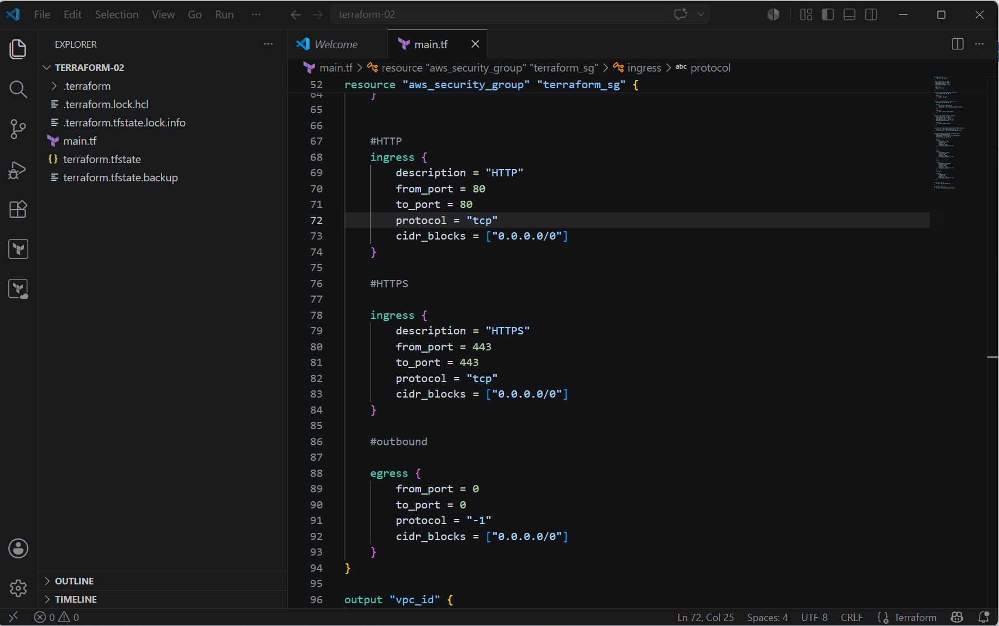 File Edit Selection View Go Run ··· terraform-02
EXPLORER ···
TERRAFORM-02
.terraform
.terraform.lock.hcl
.terraform.tfstate.lock.info
main.tf
{} terraform.tfstate
terraform.tfstate.backup
OUTLINE
TIMELINE
Welcome main.tf
main.tf > resource "aws_security_group" "terraform_sg" > ingress > abc protocol
52 resource "aws_security_group" "terraform_sg" {
64 }
65
66
67 #HTTP
68 ingress {
69 description = "HTTP"
70 from_port = 80
71 to_port = 80
72 protocol = "tcp"
73 cidr_blocks = ["0.0.0.0/0"]
74 }
75
76 #HTTPS
77
78 ingress {
79 description = "HTTPS"
80 from_port = 443
81 to_port = 443
82 protocol = "tcp"
83 cidr_blocks = ["0.0.0.0/0"]
84 }
85
86 #outbound
87
88 egress {
89 from_port = 0
90 to_port = 0
91 protocol = "-1"
92 cidr_blocks = ["0.0.0.0/0"]
93 }
94 }
95
96 output "vpc_id" {
0 0 Ln 72, Col 25 Spaces: 4 UTF-8 CRLF {} Terraform